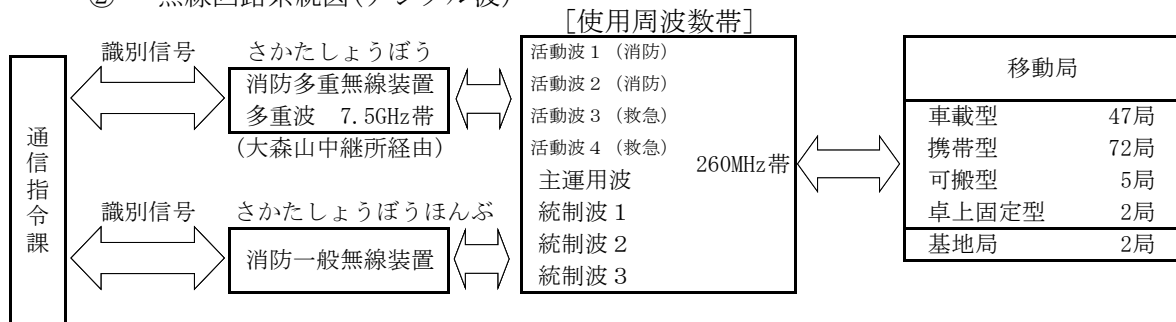 ② 無線回路系統図(デジタル波)
[使用周波数帯]
通信指令課
識別信号
さかたしょうぼう
消防多重無線装置
多重波 7.5GHz帯
(大森山中継所経由)
識別信号
さかたしょうぼうほんぶ
消防一般無線装置
活動波1 (消防)
活動波2 (消防)
活動波3 (救急)
活動波4 (救急)
主運用波
統制波1
統制波2
統制波3
260MHz帯
移動局
車載型 47局
携帯型 72局
可搬型 5局
卓上固定型 2局
基地局 2局